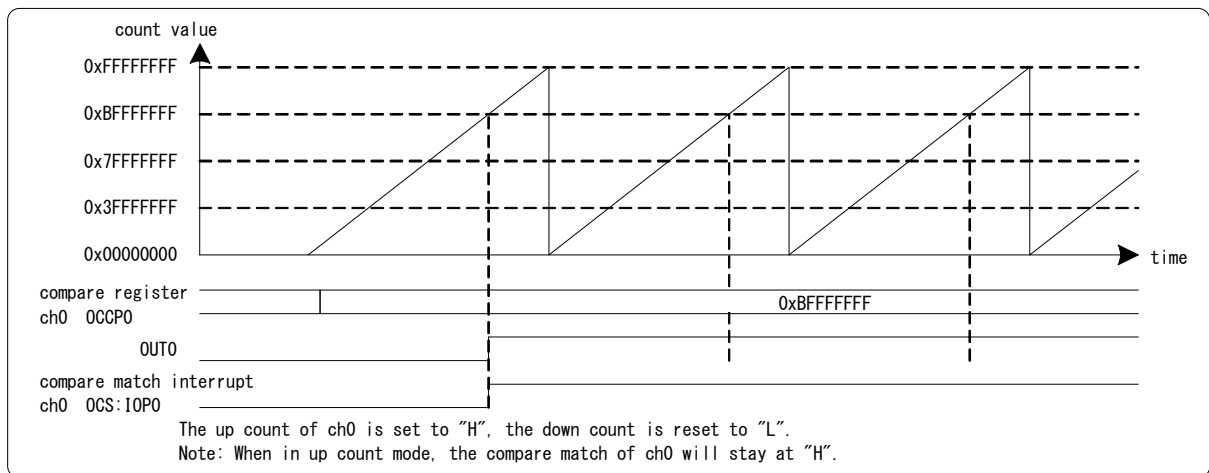 count value
0xFFFFFFFF
0xBFFFFFFF
0x7FFFFFFF
0x3FFFFFFF
0x00000000
time
compare register
ch0 OCCP0
0xBFFFFFFF
OUT0
compare match interrupt
ch0 OCS:IOP0
The up count of ch0 is set to "H", the down count is reset to "L".
Note: When in up count mode, the compare match of ch0 will stay at "H".